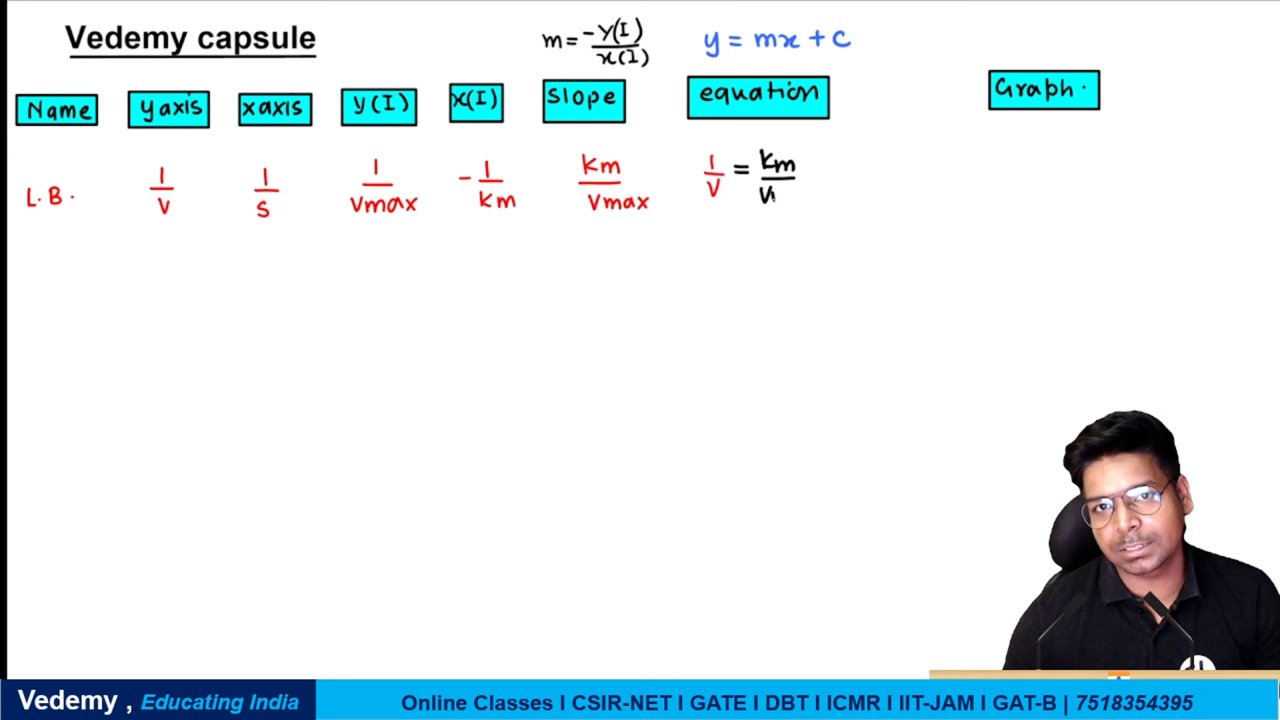 Vedemy capsule
m = -Y(I) / x(I)
y = mx + c
Name
y axis
x axis
y (I)
x(I)
Slope
equation
Graph.
L.B.
1/v
1/s
1/vmax
- 1/km
km/vmax
1/v = km/v
Vedemy , Educating India
Online Classes I CSIR-NET I GATE I DBT I ICMR I IIT-JAM I GAT-B | 7518354395